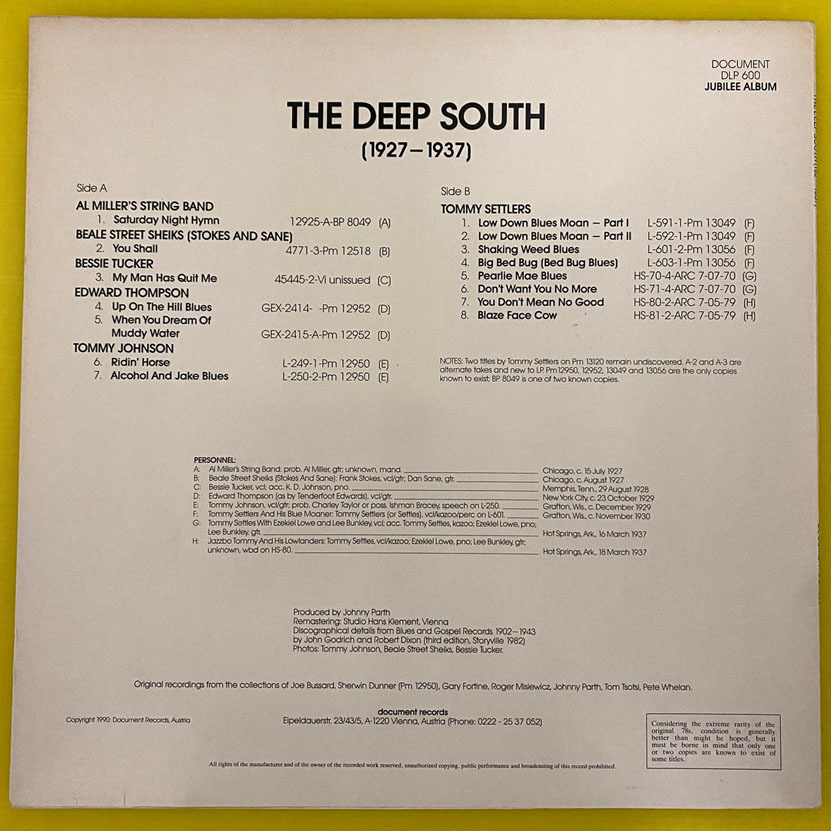 DOCUMENT
DLP 600
JUBILEE ALBUM
THE DEEP SOUTH
(1927–1937)
Side A
AL MILLER'S STRING BAND
1. Saturday Night Hymn 12925-A-BP 8049 (A)
BEALE STREET SHEIKS (STOKES AND SANE)
2. You Shall 4771-3-Pm 12518 (B)
BESSIE TUCKER
3. My Man Has Quit Me 45445-2-Vi unissued (C)
EDWARD THOMPSON
4. Up On The Hill Blues GEX-2414- -Pm 12952 (D)
5. When You Dream Of
Muddy Water GEX-2415-A-Pm 12952 (D)
TOMMY JOHNSON
6. Ridin' Horse L-249-1-Pm 12950 (E)
7. Alcohol And Jake Blues L-250-2-Pm 12950 (E)
Side B
TOMMY SETTLERS
1. Low Down Blues Moan – Part I L-591-1-Pm 13049 (F)
2. Low Down Blues Moan – Part II L-592-1-Pm 13049 (F)
3. Shaking Weed Blues L-601-2-Pm 13056 (F)
4. Big Bed Bug (Bed Bug Blues) L-603-1-Pm 13056 (F)
5. Pearlie Mae Blues HS-70-4-ARC 7-07-70 (G)
6. Don't Want You No More HS-71-4-ARC 7-07-70 (G)
7. You Don't Mean No Good HS-80-2-ARC 7-05-79 (H)
8. Blaze Face Cow HS-81-2-ARC 7-05-79 (H)
NOTES: Two titles by Tommy Settlers on Pm 13120 remain undiscovered. A-2 and A-3 are
alternate takes and new to LP. Pm 12950, 12952, 13049 and 13056 are the only copies
known to exist; BP 8049 is one of two known copies.
PERSONNEL:
A: Al Miller's String Band: prob. Al Miller, gtr; unknown, mand. Chicago, c. 15 July 1927
B: Beale Street Sheiks (Stokes And Sane): Frank Stokes, vcl/gtr; Dan Sane, gtr. Chicago, c. August 1927
C: Bessie Tucker, vcl; acc. K. D. Johnson, pno. Memphis, Tenn., 29 August 1928
D: Edward Thompson (as by Tenderfoot Edwards), vcl/gtr. New York City, c. 23 October 1929
E: Tommy Johnson, vcl/gtr; prob. Charley Taylor or poss. Ishman Bracey, speech on L-250. Grafton, Wis., c. December 1929
F: Tommy Settlers And His Blue Moaner: Tommy Settlers (or Settles), vcl/kazoo/perc on L-601. Grafton, Wis., c. November 1930
G: Tommy Settles With Ezekiel Lowe and Lee Bunkley, vcl; acc. Tommy Settles, kazoo; Ezekiel Lowe, pno;
Lee Bunkley, gtr. Hot Springs, Ark., 16 March 1937
H: Jazzbo Tommy And His Lowlanders: Tommy Settles, vcl/kazoo; Ezekiel Lowe, pno; Lee Bunkley, gtr;
unknown, wbd on HS-80. Hot Springs, Ark., 18 March 1937
Produced by Johnny Parth
Remastering: Studio Hans Klement, Vienna
Discographical details from Blues and Gospel Records 1902–1943
by John Godrich and Robert Dixon (third edition, Storyville 1982)
Photos: Tommy Johnson, Beale Street Sheiks, Bessie Tucker.
Original recordings from the collections of Joe Bussard, Sherwin Dunner (Pm 12950), Gary Fortine, Roger Misiewicz, Johnny Parth, Tom Tsotsi, Pete Whelan.
Copyright 1990: Document Records, Austria
document records
Eipeldauerstr. 23/43/5, A-1220 Vienna, Austria (Phone: 0222 - 25 37 052)
Considering the extreme rarity of the
original 78s, condition is generally
better than might be hoped, but it
must be borne in mind that only one
or two copies are known to exist of
some titles.
All rights of the manufacturer and of the owner of the recorded work reserved, unauthorized copying, public performance and broadcasting of this record prohibited.